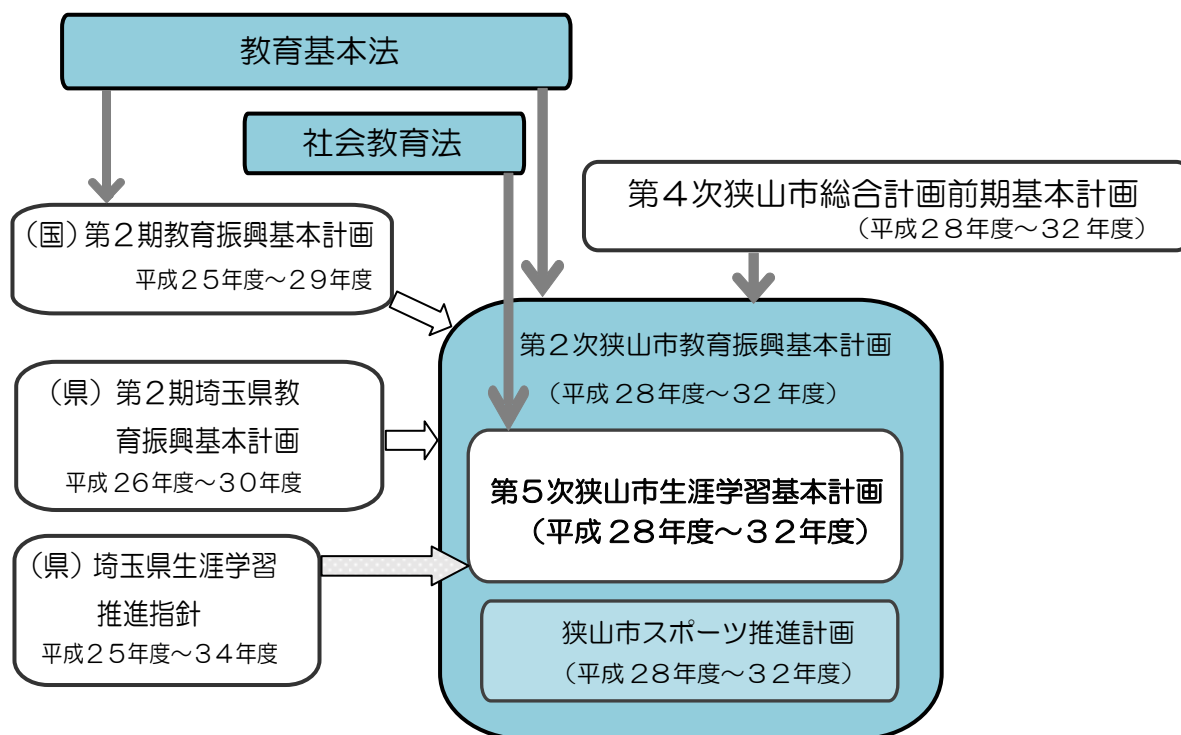 教育基本法
社会教育法
第4次狭山市総合計画前期基本計画
（平成28年度～32年度）
（国）第2期教育振興基本計画
平成25年度～29年度
第2次狭山市教育振興基本計画
（平成28年度～32年度）
（県）第2期埼玉県教
育振興基本計画
平成26年度～30年度
第5次狭山市生涯学習基本計画
（平成28年度～32年度）
（県）埼玉県生涯学習
推進指針
平成25年度～34年度
狭山市スポーツ推進計画
（平成28年度～32年度）